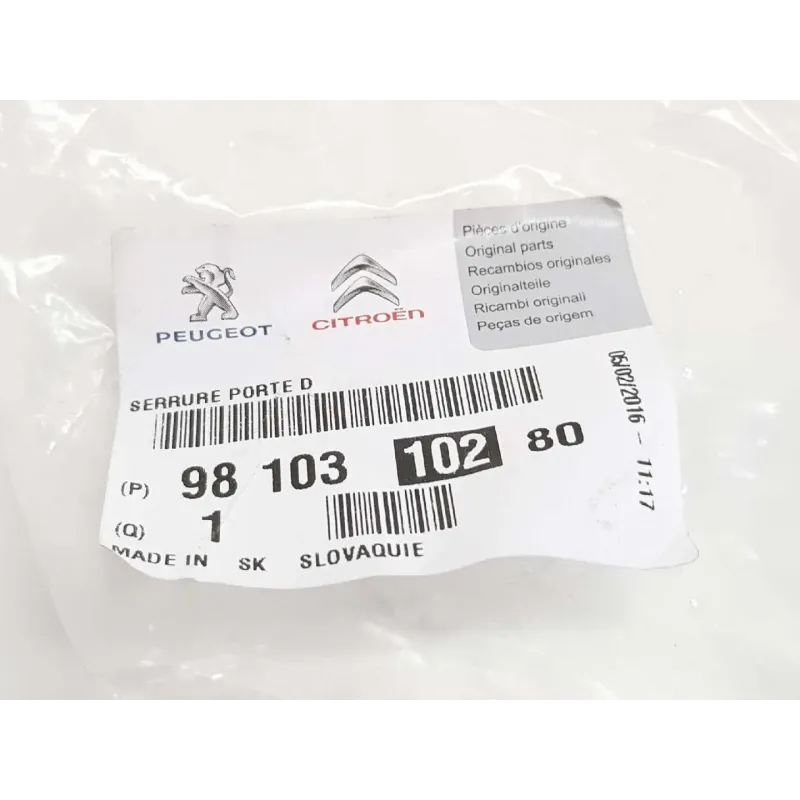 PEUGEOT
CITROËN
Pièces d'origine
Original parts
Recambios originales
Originalteile
Ricambi originali
Peças de origem
SERRURE PORTE D
(P) 98 103 102 80
(Q) 1
MADE IN SK SLOVAQUIE
05/02/2016 - 11:17